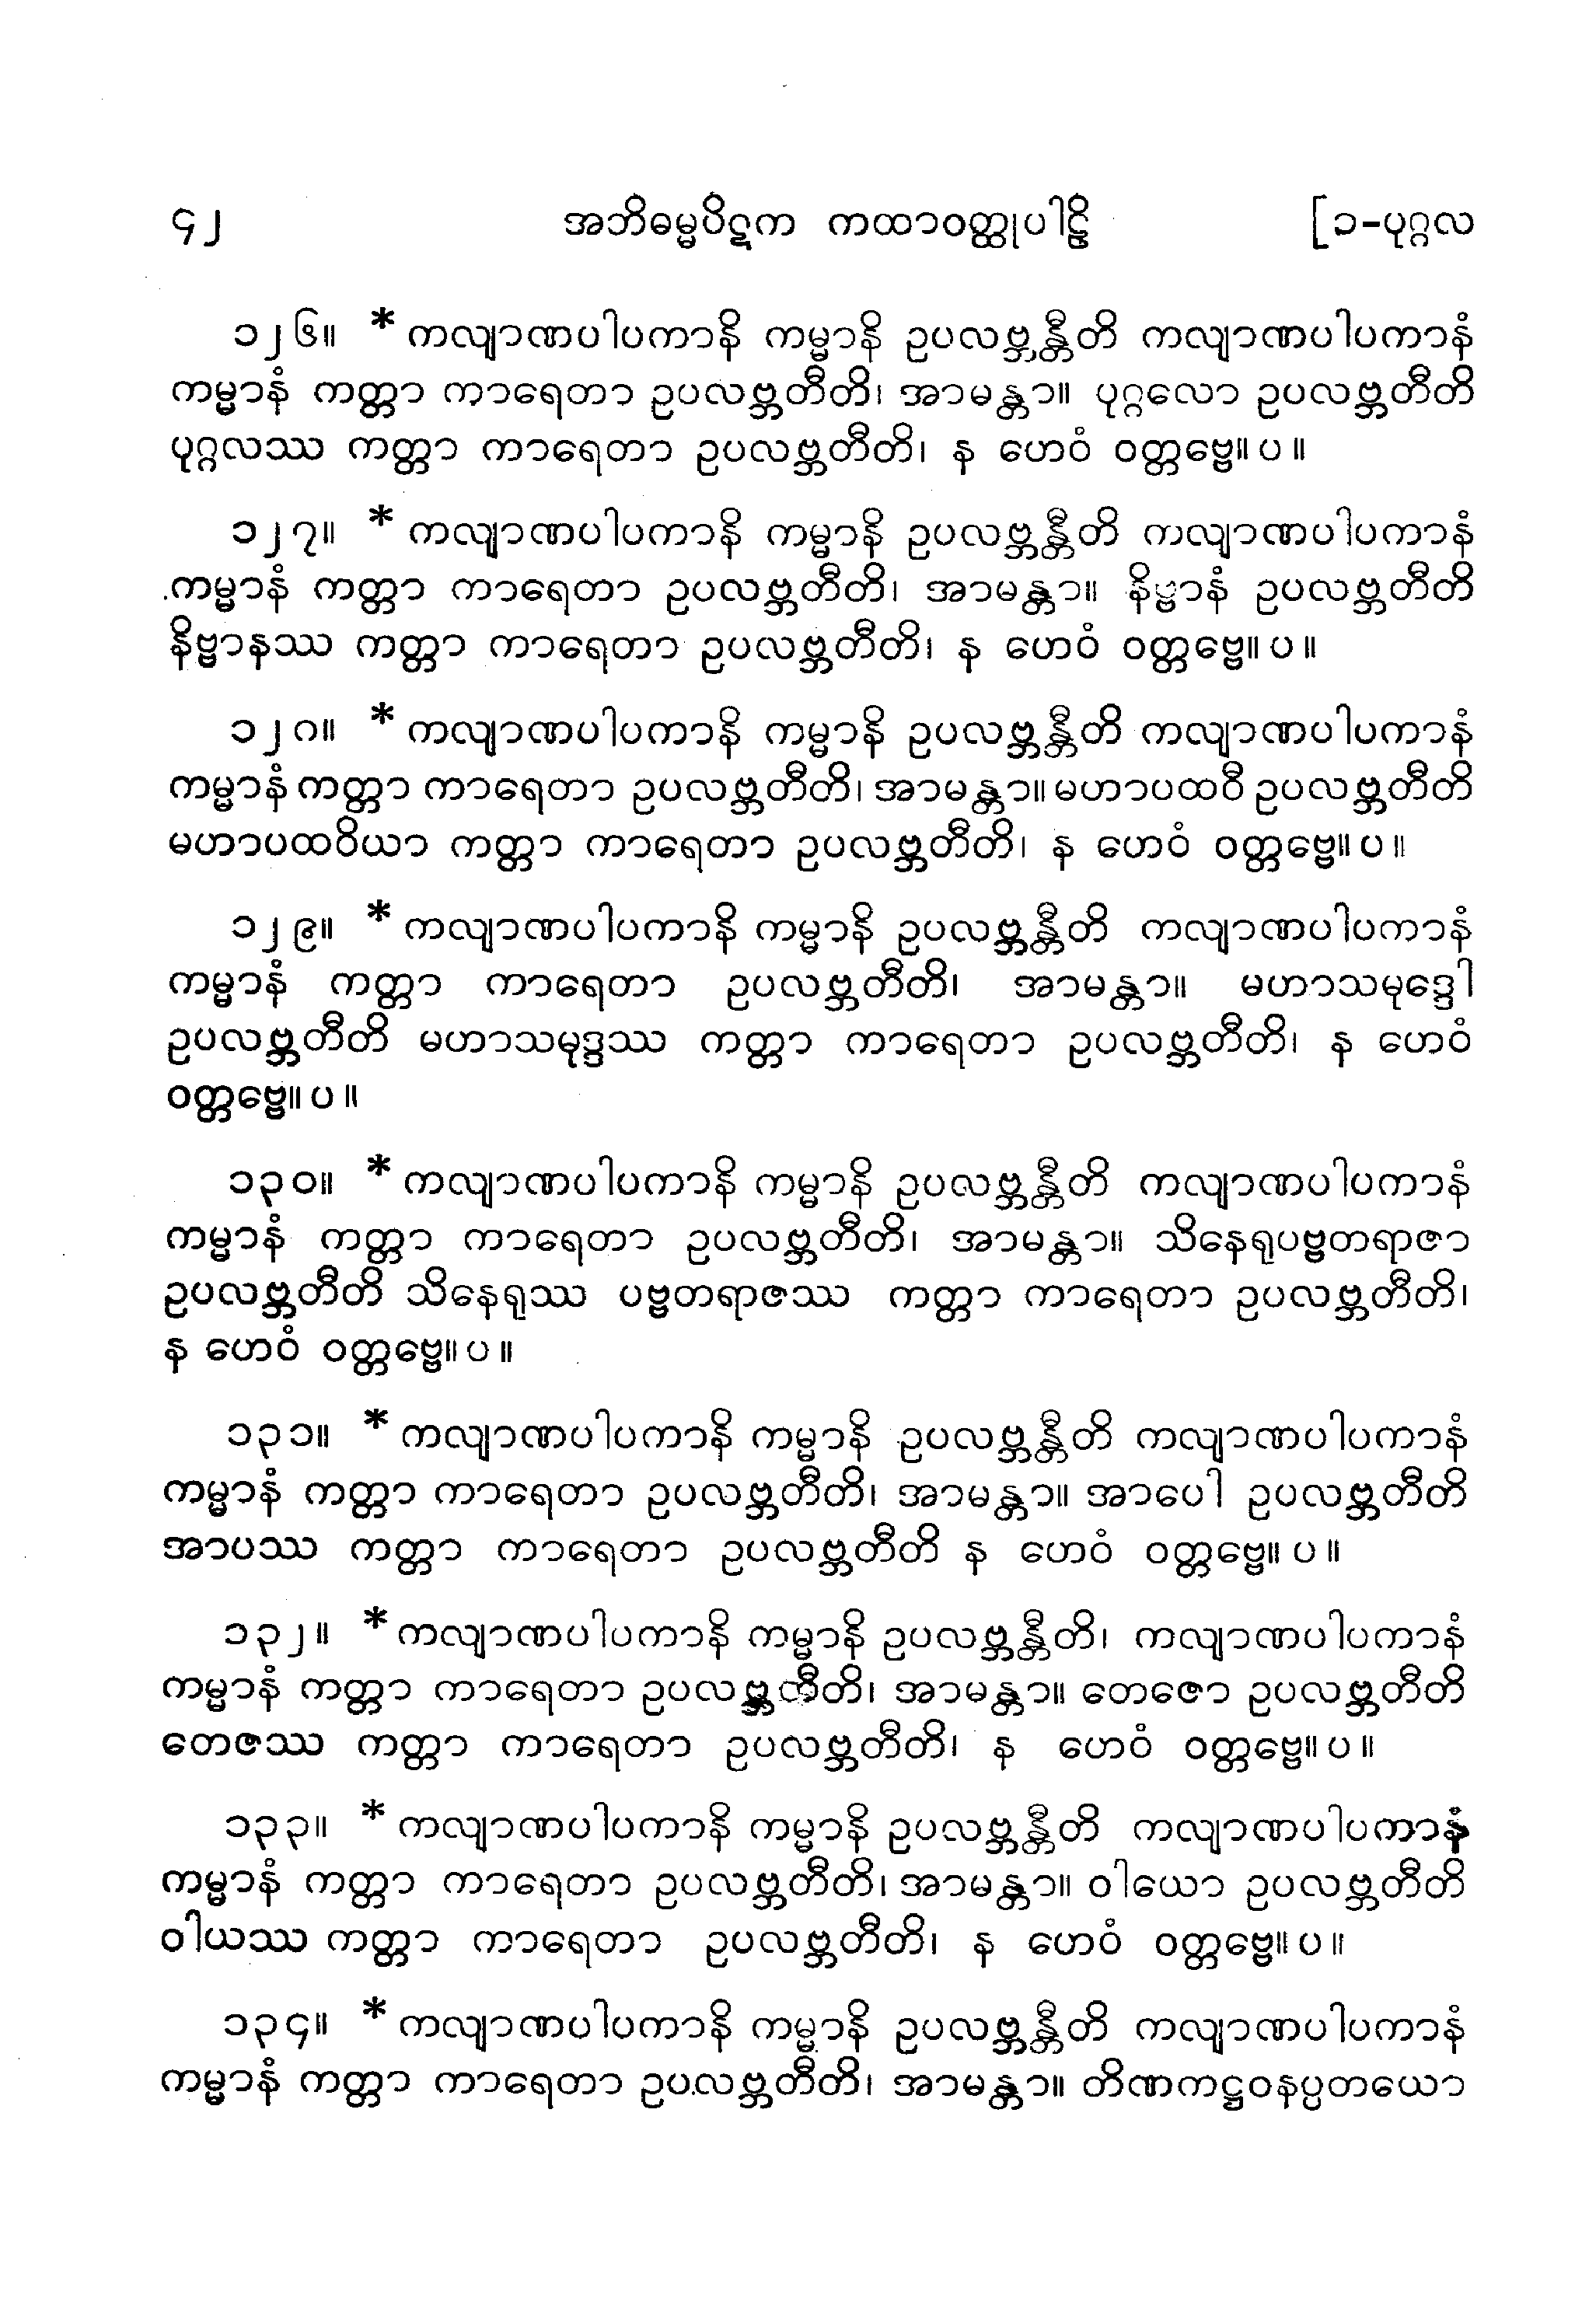 ၄၂ အဘိဓမ္မပိဋက ကထာဝတ္ထုပါဠိ [၁-ပုဂ္ဂလ
၁၂၆။ * ကလျာဏပါပကာနိ ကမ္မာနိ ဥပလဗ္ဘန္တီတိ ကလျာဏပါပကာနံ
ကမ္မာနံ ကတ္တာ ကာရေတာ ဥပလဗ္ဘတီတိ၊ အာမန္တာ။ ပုဂ္ဂလော ဥပလဗ္ဘတီတိ
ပုဂ္ဂလဿ ကတ္တာ ကာရေတာ ဥပလဗ္ဘတီတိ၊ န ဟေဝံ ဝတ္တဗ္ဗေ။ ပ ။
၁၂၇။ * ကလျာဏပါပကာနိ ကမ္မာနိ ဥပလဗ္ဘန္တီတိ ကလျာဏပါပကာနံ
ကမ္မာနံ ကတ္တာ ကာရေတာ ဥပလဗ္ဘတီတိ၊ အာမန္တာ။ နိဗ္ဗာနံ ဥပလဗ္ဘတီတိ
နိဗ္ဗာနဿ ကတ္တာ ကာရေတာ ဥပလဗ္ဘတီတိ၊ န ဟေဝံ ဝတ္တဗ္ဗေ။ ပ ။
၁၂၈။ * ကလျာဏပါပကာနိ ကမ္မာနိ ဥပလဗ္ဘန္တီတိ ကလျာဏပါပကာနံ
ကမ္မာနံ ကတ္တာ ကာရေတာ ဥပလဗ္ဘတီတိ၊ အာမန္တာ။ မဟာပထဝီ ဥပလဗ္ဘတီတိ
မဟာပထဝိယာ ကတ္တာ ကာရေတာ ဥပလဗ္ဘတီတိ၊ န ဟေဝံ ဝတ္တဗ္ဗေ။ ပ ။
၁၂၉။ * ကလျာဏပါပကာနိ ကမ္မာနိ ဥပလဗ္ဘန္တီတိ ကလျာဏပါပကာနံ
ကမ္မာနံ ကတ္တာ ကာရေတာ ဥပလဗ္ဘတီတိ၊ အာမန္တာ။ မဟာသမုဒ္ဒေါ
ဥပလဗ္ဘတီတိ မဟာသမုဒ္ဒဿ ကတ္တာ ကာရေတာ ဥပလဗ္ဘတီတိ၊ န ဟေဝံ
ဝတ္တဗ္ဗေ။ ပ ။
၁၃၀။ * ကလျာဏပါပကာနိ ကမ္မာနိ ဥပလဗ္ဘန္တီတိ ကလျာဏပါပကာနံ
ကမ္မာနံ ကတ္တာ ကာရေတာ ဥပလဗ္ဘတီတိ၊ အာမန္တာ။ သိနေရုပဗ္ဗတရာဇာ
ဥပလဗ္ဘတီတိ သိနေရုဿ ပဗ္ဗတရာဇဿ ကတ္တာ ကာရေတာ ဥပလဗ္ဘတီတိ၊
န ဟေဝံ ဝတ္တဗ္ဗေ။ ပ ။
၁၃၁။ * ကလျာဏပါပကာနိ ကမ္မာနိ ဥပလဗ္ဘန္တီတိ ကလျာဏပါပကာနံ
ကမ္မာနံ ကတ္တာ ကာရေတာ ဥပလဗ္ဘတီတိ၊ အာမန္တာ။ အာပေါ ဥပလဗ္ဘတီတိ
အာပဿ ကတ္တာ ကာရေတာ ဥပလဗ္ဘတီတိ န ဟေဝံ ဝတ္တဗ္ဗေ။ ပ ။
၁၃၂။ * ကလျာဏပါပကာနိ ကမ္မာနိ ဥပလဗ္ဘန္တီတိ၊ ကလျာဏပါပကာနံ
ကမ္မာနံ ကတ္တာ ကာရေတာ ဥပလဗ္ဘတီတိ၊ အာမန္တာ။ တေဇော ဥပလဗ္ဘတီတိ
တေဇဿ ကတ္တာ ကာရေတာ ဥပလဗ္ဘတီတိ၊ န ဟေဝံ ဝတ္တဗ္ဗေ။ ပ ။
၁၃၃။ * ကလျာဏပါပကာနိ ကမ္မာနိ ဥပလဗ္ဘန္တီတိ ကလျာဏပါပကာနံ
ကမ္မာနံ ကတ္တာ ကာရေတာ ဥပလဗ္ဘတီတိ၊ အာမန္တာ။ ဝါယော ဥပလဗ္ဘတီတိ
ဝါယဿ ကတ္တာ ကာရေတာ ဥပလဗ္ဘတီတိ၊ န ဟေဝံ ဝတ္တဗ္ဗေ။ ပ ။
၁၃၄။ * ကလျာဏပါပကာနိ ကမ္မာနိ ဥပလဗ္ဘန္တီတိ ကလျာဏပါပကာနံ
ကမ္မာနံ ကတ္တာ ကာရေတာ ဥပလဗ္ဘတီတိ၊ အာမန္တာ။ တိဏကဋ္ဌဝနပ္ပတယော